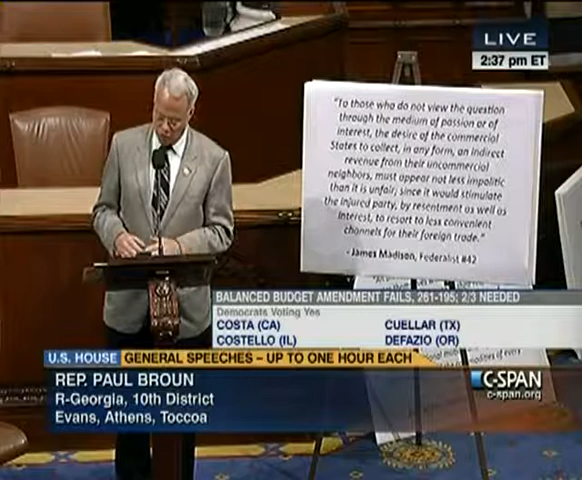 LIVE
2:37 pm ET
"To those who do not view the question
through the medium of passion or of
interest, the desire of the commercial
States to collect, in any form, an indirect
revenue from their uncommercial
neighbors, must appear not less impolitic
than it is unfair; since it would stimulate
the injured party, by resentment as well as
interest, to resort to less convenient
channels for their foreign trade."
- James Madison, Federalist #42
BALANCED BUDGET AMENDMENT FAILS, 261-195; 2/3 NEEDED
Democrats Voting Yes
COSTA (CA) CUELLAR (TX)
COSTELLO (IL) DEFAZIO (OR)
U.S. HOUSE GENERAL SPEECHES – UP TO ONE HOUR EACH
REP. PAUL BROUN
R-Georgia, 10th District
Evans, Athens, Toccoa
C-SPAN
c-span.org